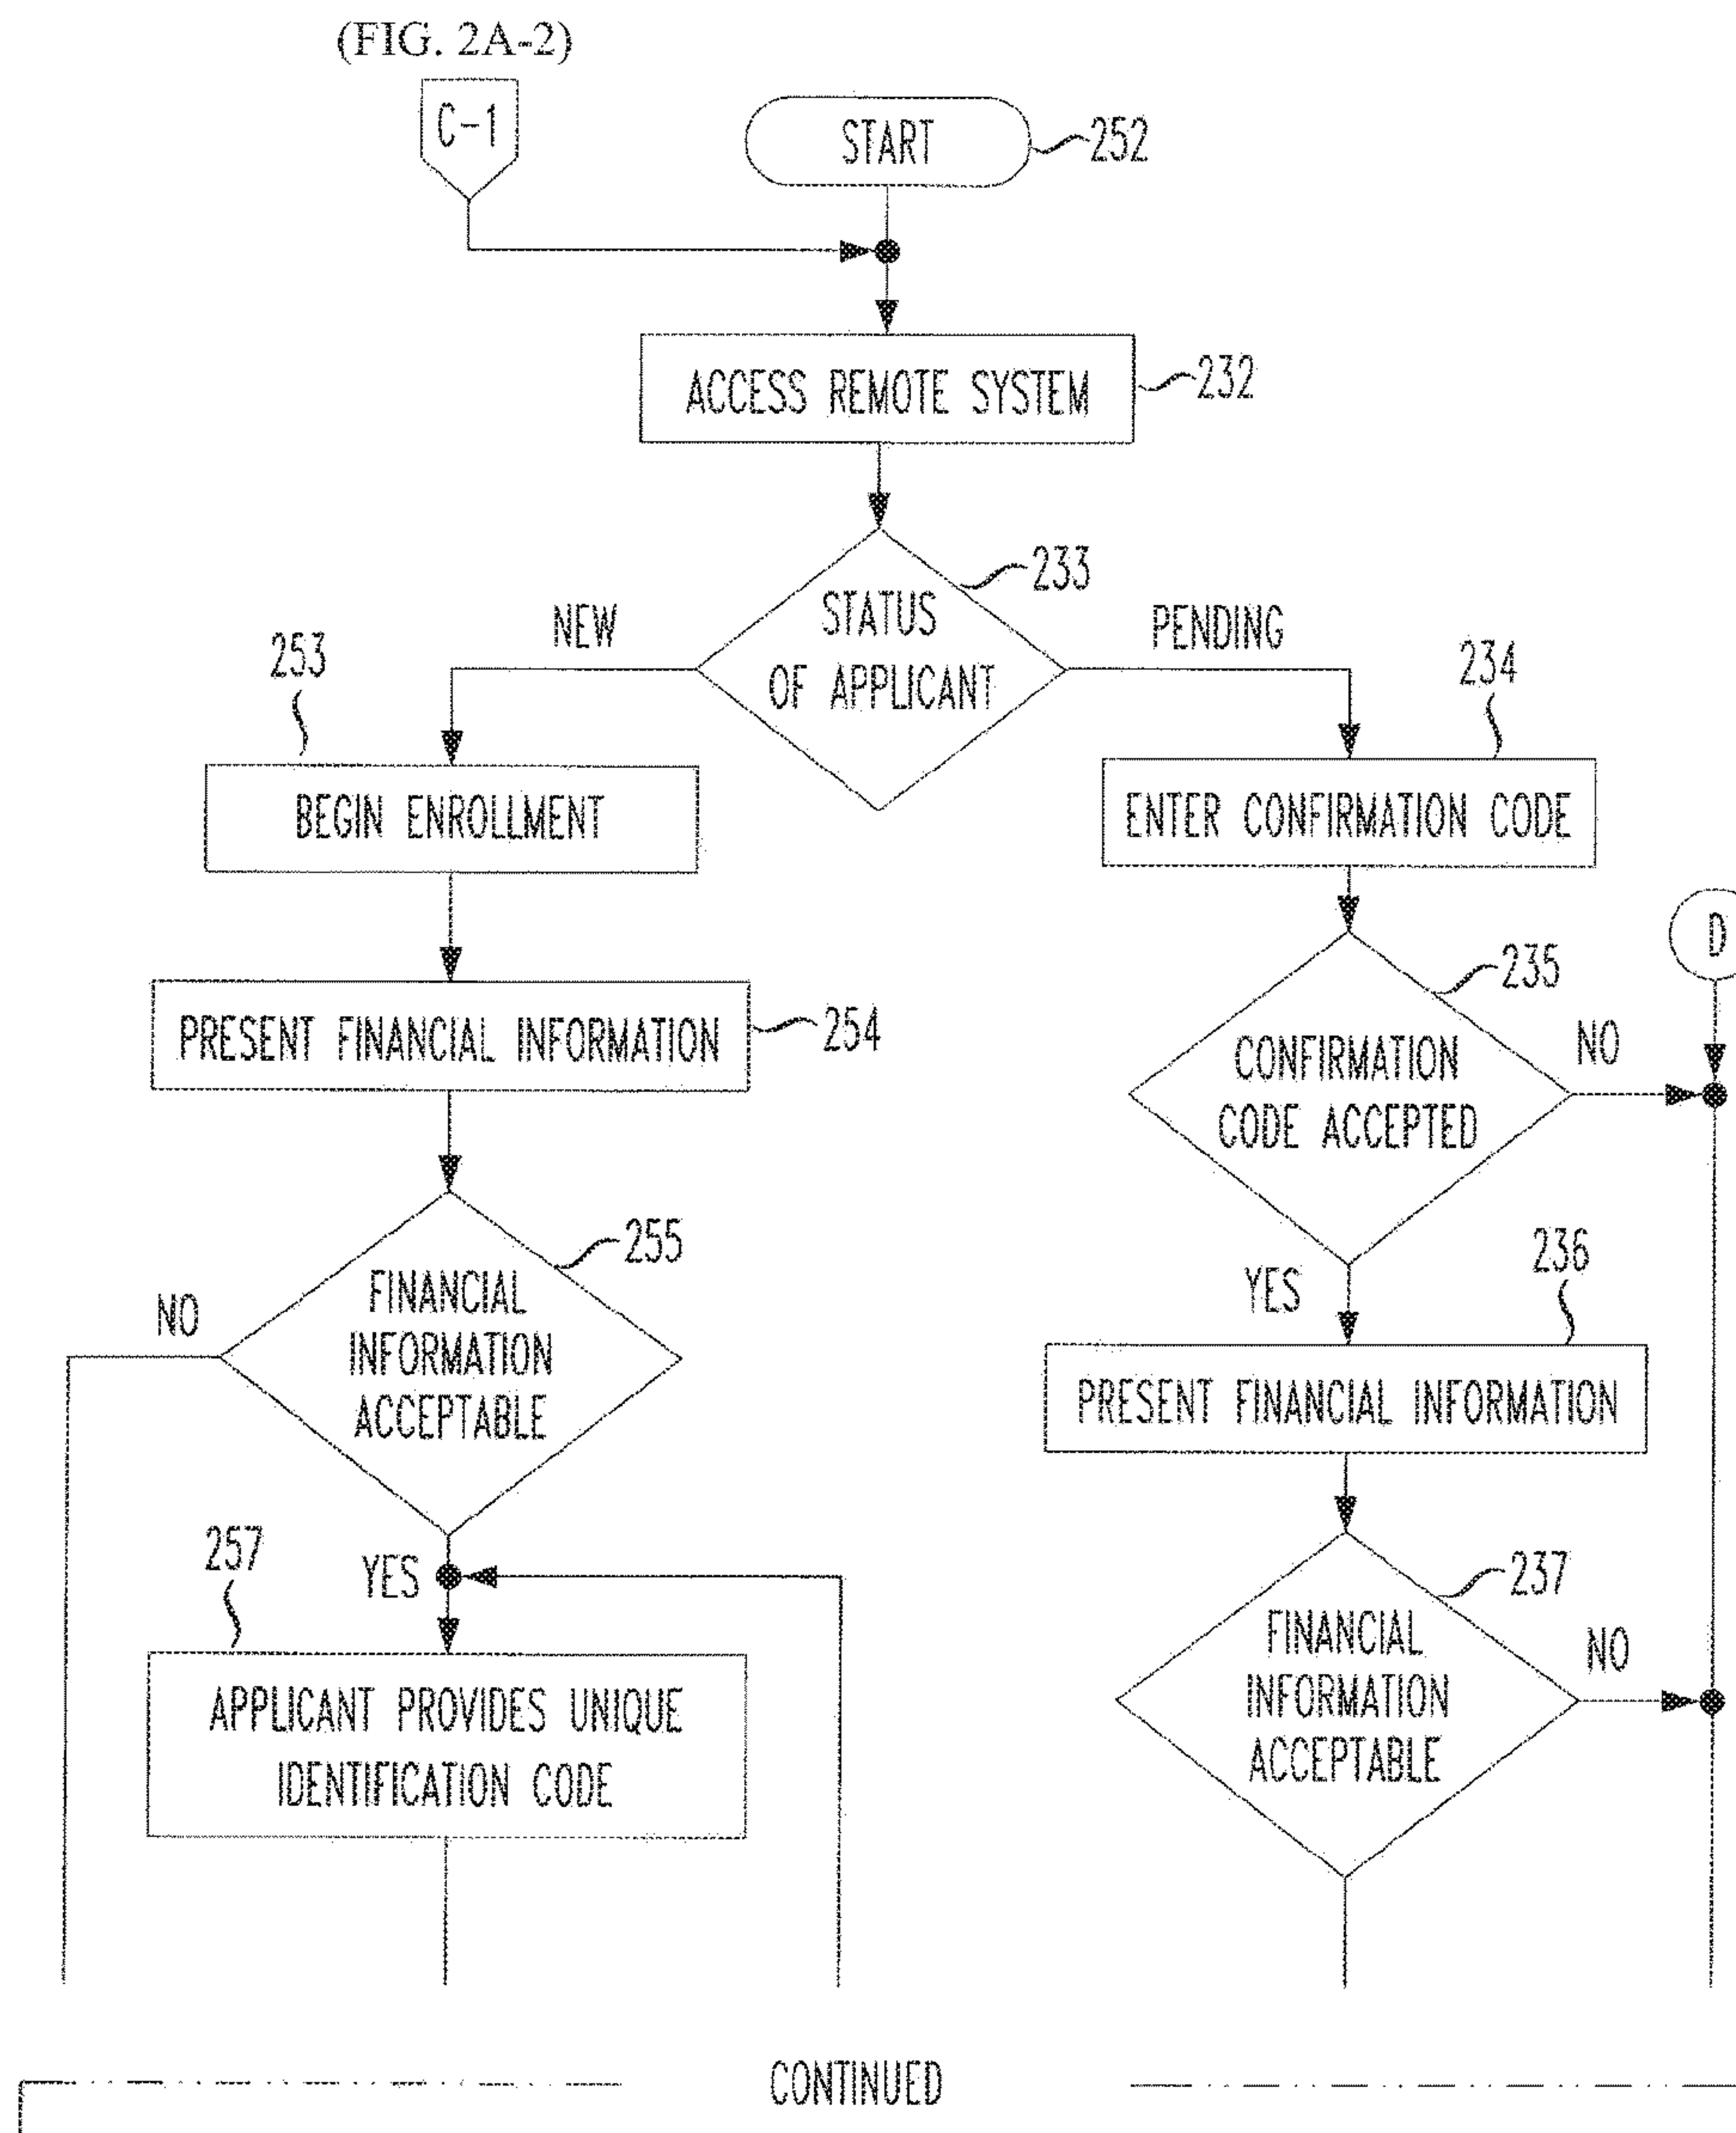 (FIG. 2A-2)
C-1
START
252
ACCESS REMOTE SYSTEM
232
233
STATUS
OF APPLICANT
NEW
PENDING
253
234
BEGIN ENROLLMENT
ENTER CONFIRMATION CODE
D
235
PRESENT FINANCIAL INFORMATION
254
CONFIRMATION
CODE ACCEPTED
NO
255
236
FINANCIAL
INFORMATION
ACCEPTABLE
NO
YES
PRESENT FINANCIAL INFORMATION
257
YES
237
FINANCIAL
INFORMATION
ACCEPTABLE
NO
APPLICANT PROVIDES UNIQUE
IDENTIFICATION CODE
CONTINUED